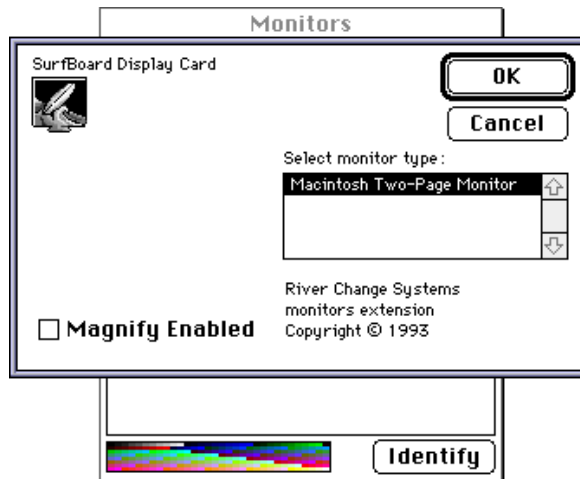 Monitors
SurfBoard Display Card
OK
Cancel
Select monitor type:
Macintosh Two-Page Monitor
River Change Systems
monitors extension
Copyright © 1993
Magnify Enabled
Identify